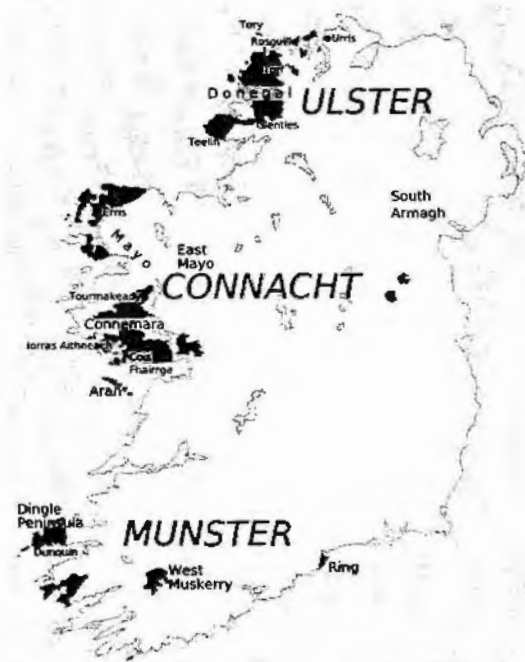 Tory
Rosguill
Urris
Donegal
ULSTER
Glenties
Teelin
South
Armagh
Erris
Mayo
East
Mayo
CONNACHT
Tourmakeady
Connemara
Iorras Aithneach
Cois
Fhairrge
Aran
Dingle
Peninsula
Dunquin
MUNSTER
West
Muskerry
Ring